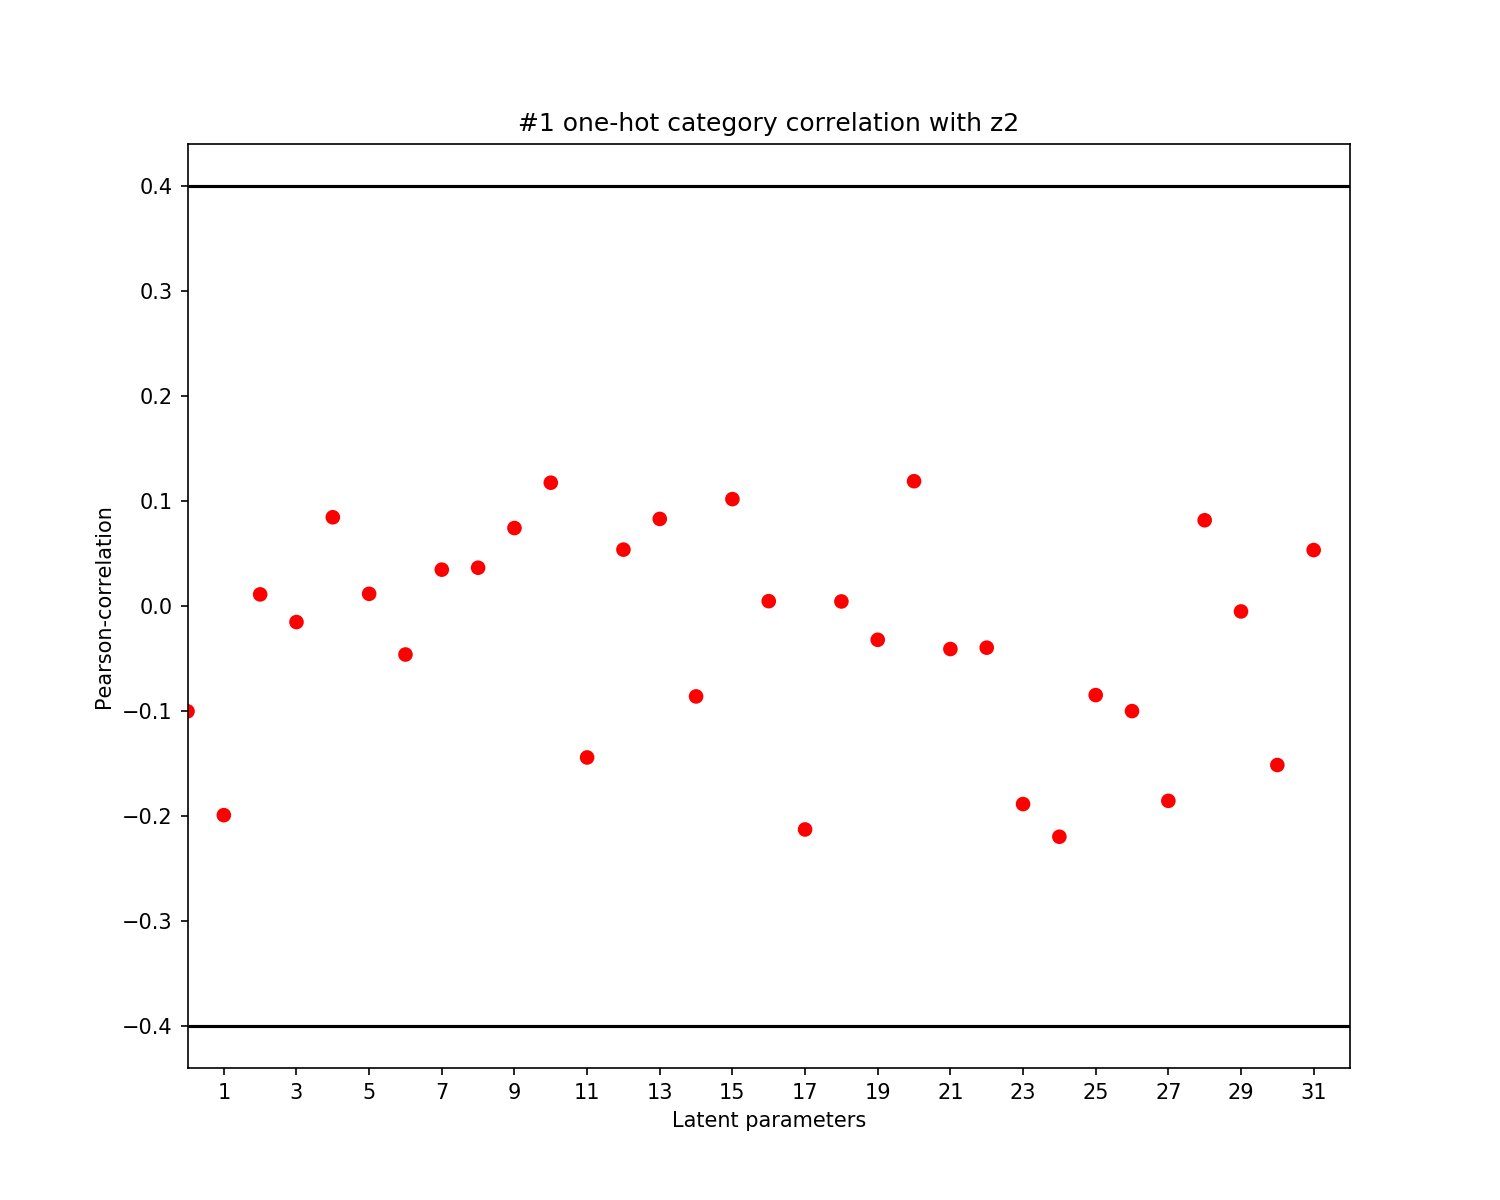 #1 one-hot category correlation with z2
0.4
0.3
0.2
0.1
0.0
−0.1
−0.2
−0.3
−0.4
Pearson-correlation
1 3 5 7 9 11 13 15 17 19 21 23 25 27 29 31
Latent parameters